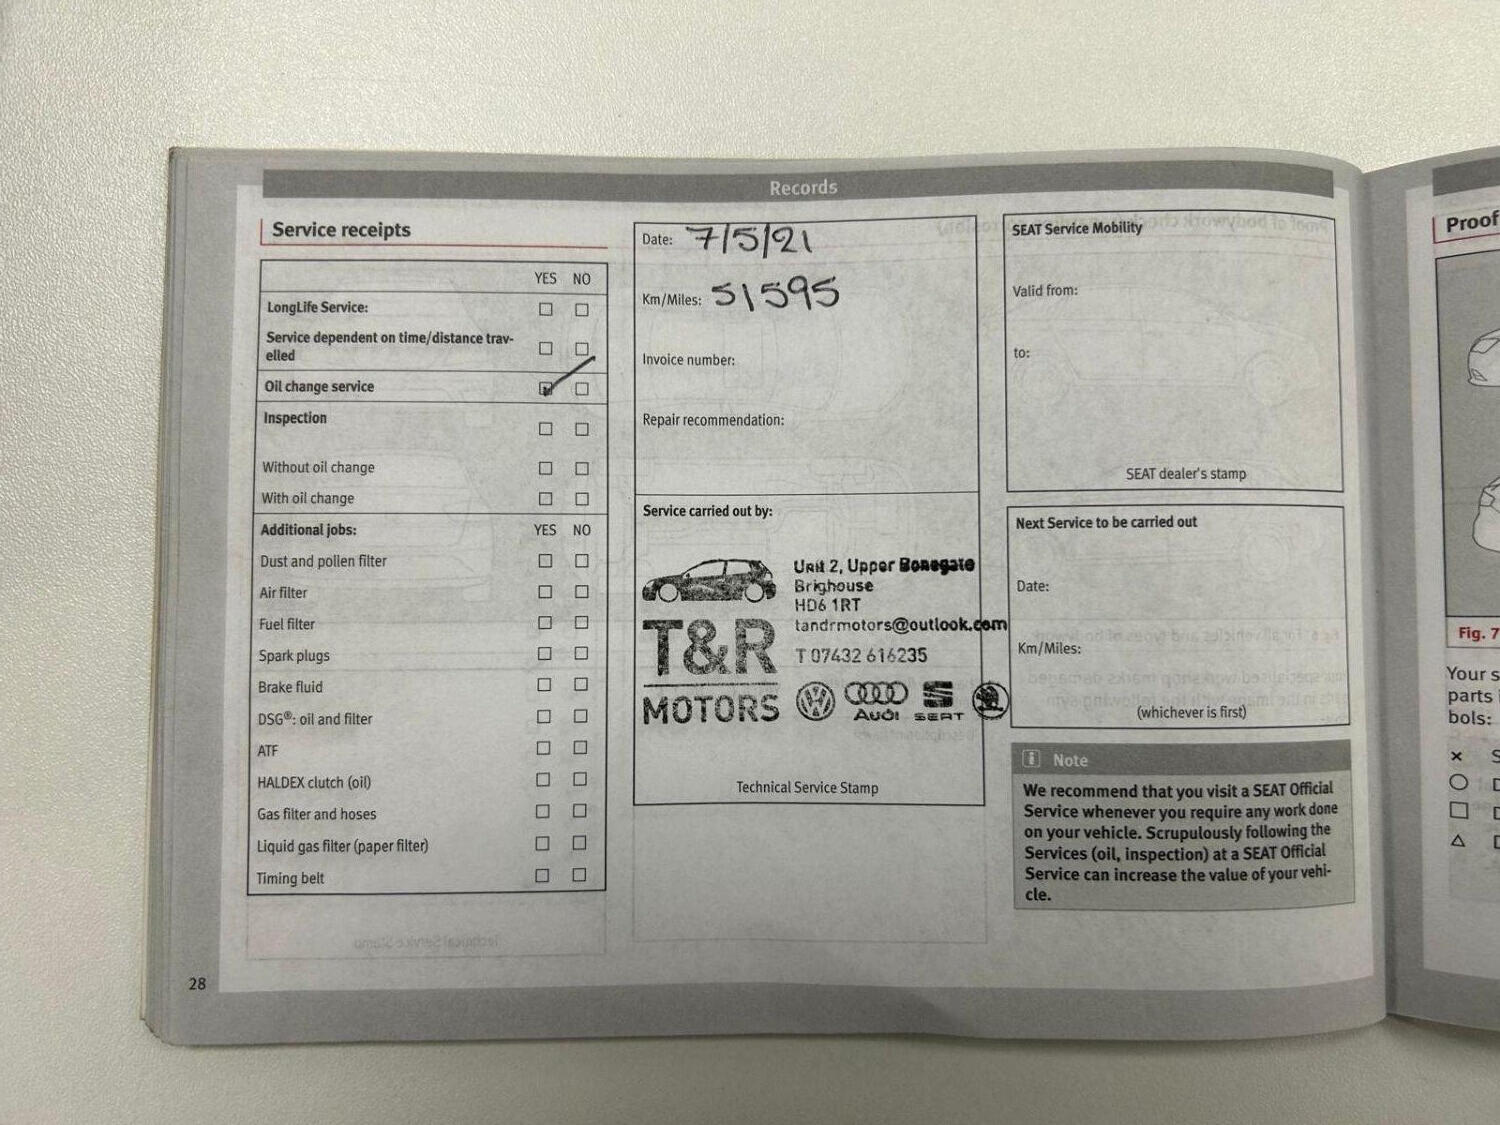 Records
Service receipts
YES NO
LongLife Service:
Service dependent on time/distance trav-
elled
Oil change service
Inspection
Without oil change
With oil change
Additional jobs: YES NO
Dust and pollen filter
Air filter
Fuel filter
Spark plugs
Brake fluid
DSG®: oil and filter
ATF
HALDEX clutch (oil)
Gas filter and hoses
Liquid gas filter (paper filter)
Timing belt
28
Date: 7/5/21
Km/Miles: 51595
Invoice number:
Repair recommendation:
Service carried out by:
T&R
MOTORS
Unit 2, Upper Bonegate
Brighouse
HD6 1RT
tandrmotors@outlook.com
T 07432 616235
Audi SEAT
Technical Service Stamp
SEAT Service Mobility
Valid from:
to:
SEAT dealer's stamp
Next Service to be carried out
Date:
Km/Miles:
(whichever is first)
i Note
We recommend that you visit a SEAT Official
Service whenever you require any work done
on your vehicle. Scrupulously following the
Services (oil, inspection) at a SEAT Official
Service can increase the value of your vehi-
cle.
Proof
Fig. 7
Your s
parts
bols: